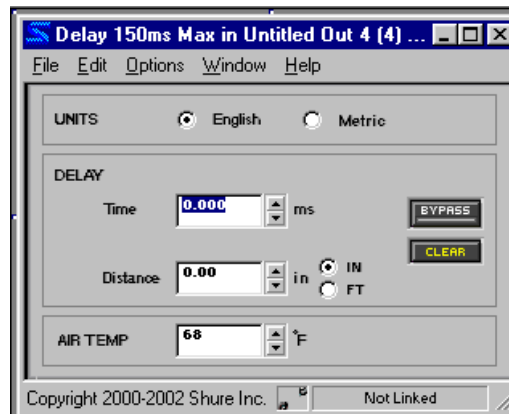 Delay 150ms Max in Untitled Out 4 (4) ...
File Edit Options Window Help
UNITS English Metric
DELAY
Time 0.000 ms BYPASS
CLEAR
Distance 0.00 in IN
FT
AIR TEMP 68 °F
Copyright 2000-2002 Shure Inc. Not Linked